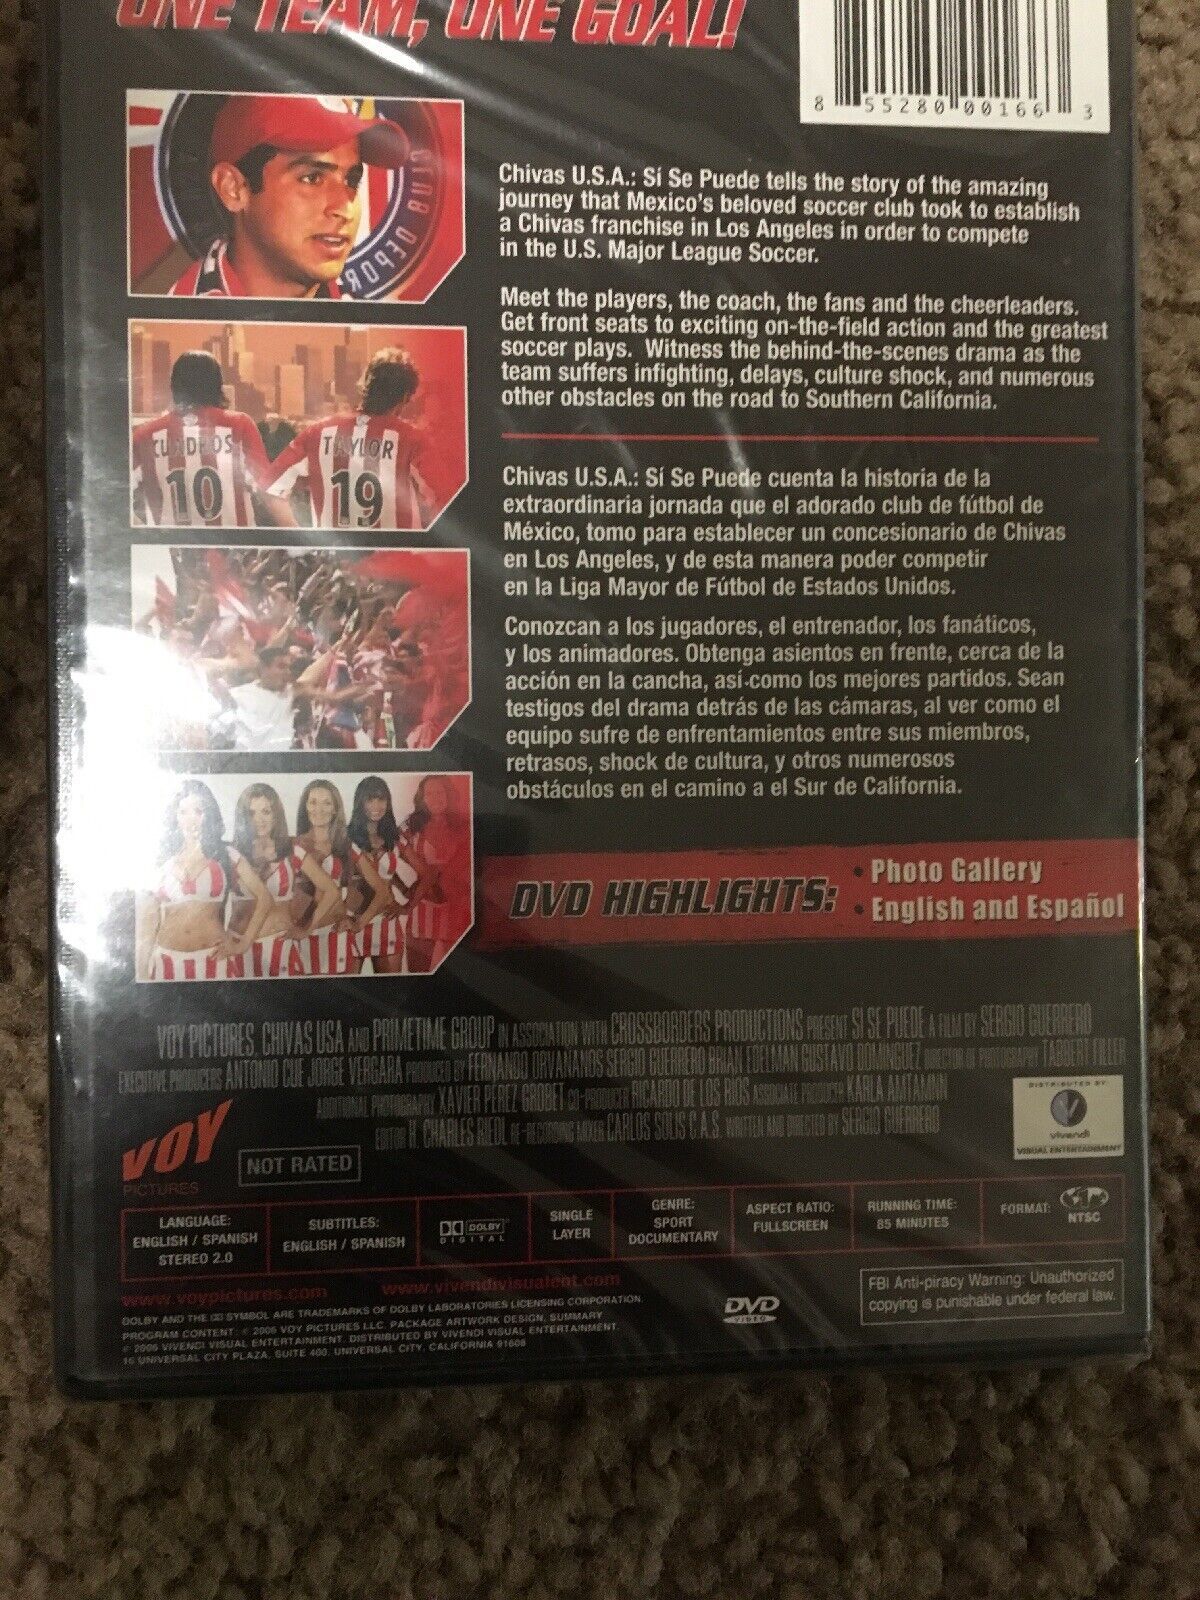 ONE TEAM, ONE GOAL!
8 55280 00166 3
CLUB DEPOR
CUADROS
10
TAYLOR
19
Chivas U.S.A.: Sí Se Puede tells the story of the amazing
journey that Mexico's beloved soccer club took to establish
a Chivas franchise in Los Angeles in order to compete
in the U.S. Major League Soccer.
Meet the players, the coach, the fans and the cheerleaders.
Get front seats to exciting on-the-field action and the greatest
soccer plays. Witness the behind-the-scenes drama as the
team suffers infighting, delays, culture shock, and numerous
other obstacles on the road to Southern California.
Chivas U.S.A.: Sí Se Puede cuenta la historia de la
extraordinaria jornada que el adorado club de fútbol de
México, tomo para establecer un concesionario de Chivas
en Los Angeles, y de esta manera poder competir
en la Liga Mayor de Fútbol de Estados Unidos.
Conozcan a los jugadores, el entrenador, los fanáticos,
y los animadores. Obtenga asientos en frente, cerca de la
acción en la cancha, así-como los mejores partidos. Sean
testigos del drama detrás de las cámaras, al ver como el
equipo sufre de enfrentamientos entre sus miembros,
retrasos, shock de cultura, y otros numerosos
obstáculos en el camino a el Sur de California.
DVD HIGHLIGHTS:
• Photo Gallery
• English and Español
VOY PICTURES, CHIVAS USA AND PRIMETIME GROUP IN ASSOCIATION WITH CROSSBORDERS PRODUCTIONS PRESENT SI SE PUEDE A FILM BY SERGIO GUERRERO
EXECUTIVE PRODUCERS ANTONIO CUE JORGE VERGARA PRODUCED BY FERNANDO ORVANANOS SERGIO GUERRERO BRIAN EDELMAN GUSTAVO DOMINGUEZ DIRECTOR OF PHOTOGRAPHY TABBERT FILLER
ADDITIONAL PHOTOGRAPHY XAVIER PEREZ GROBET CO-PRODUCER RICARDO DE LOS RIOS ASSOCIATE PRODUCER KARLA AMTMANN
EDITOR H. CHARLES RIEDL RE-RECORDING MIXER CARLOS SOLIS C.A.S. WRITTEN AND DIRECTED BY SERGIO GUERRERO
DISTRIBUTED BY
vivendi
VISUAL ENTERTAINMENT
VOY
PICTURES
NOT RATED
LANGUAGE:
ENGLISH / SPANISH
STEREO 2.0
SUBTITLES:
ENGLISH / SPANISH
DOLBY
DIGITAL
SINGLE
LAYER
GENRE:
SPORT
DOCUMENTARY
ASPECT RATIO:
FULLSCREEN
RUNNING TIME:
85 MINUTES
FORMAT:
NTSC
www.voypictures.com www.vivendivisualent.com
DOLBY AND THE DD SYMBOL ARE TRADEMARKS OF DOLBY LABORATORIES LICENSING CORPORATION.
PROGRAM CONTENT: © 2006 VOY PICTURES LLC. PACKAGE ARTWORK DESIGN, SUMMARY
© 2006 VIVENDI VISUAL ENTERTAINMENT. DISTRIBUTED BY VIVENDI VISUAL ENTERTAINMENT.
10 UNIVERSAL CITY PLAZA, SUITE 400, UNIVERSAL CITY, CALIFORNIA 91608
DVD
VIDEO
FBI Anti-piracy Warning: Unauthorized
copying is punishable under federal law.